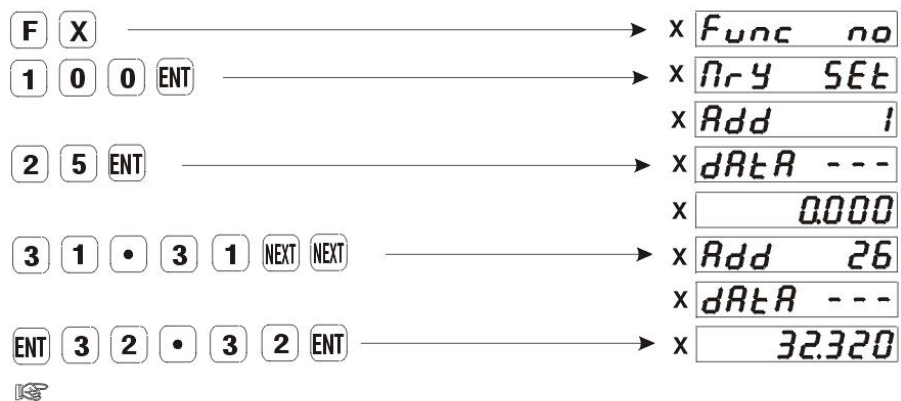 F X X Func no
1 0 0 ENT X Mry SEt
X Add 1
2 5 ENT X dAtA - - -
X 0.000
3 1 • 3 1 NEXT NEXT X Add 26
X dAtA - - -
ENT 3 2 • 3 2 ENT X 32.320